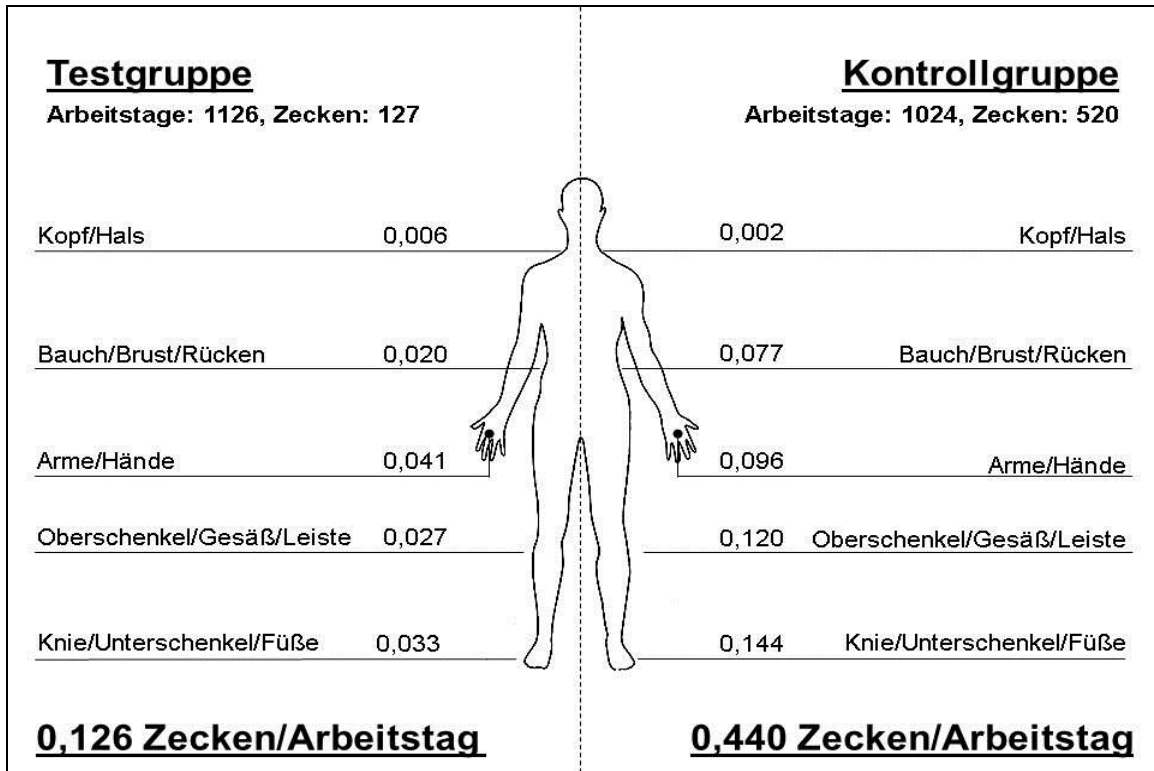 Testgruppe
Arbeitstage: 1126, Zecken: 127
Kopf/Hals 0,006
Bauch/Brust/Rücken 0,020
Arme/Hände 0,041
Oberschenkel/Gesäß/Leiste 0,027
Knie/Unterschenkel/Füße 0,033
0,126 Zecken/Arbeitstag
Kontrollgruppe
Arbeitstage: 1024, Zecken: 520
0,002 Kopf/Hals
0,077 Bauch/Brust/Rücken
0,096 Arme/Hände
0,120 Oberschenkel/Gesäß/Leiste
0,144 Knie/Unterschenkel/Füße
0,440 Zecken/Arbeitstag